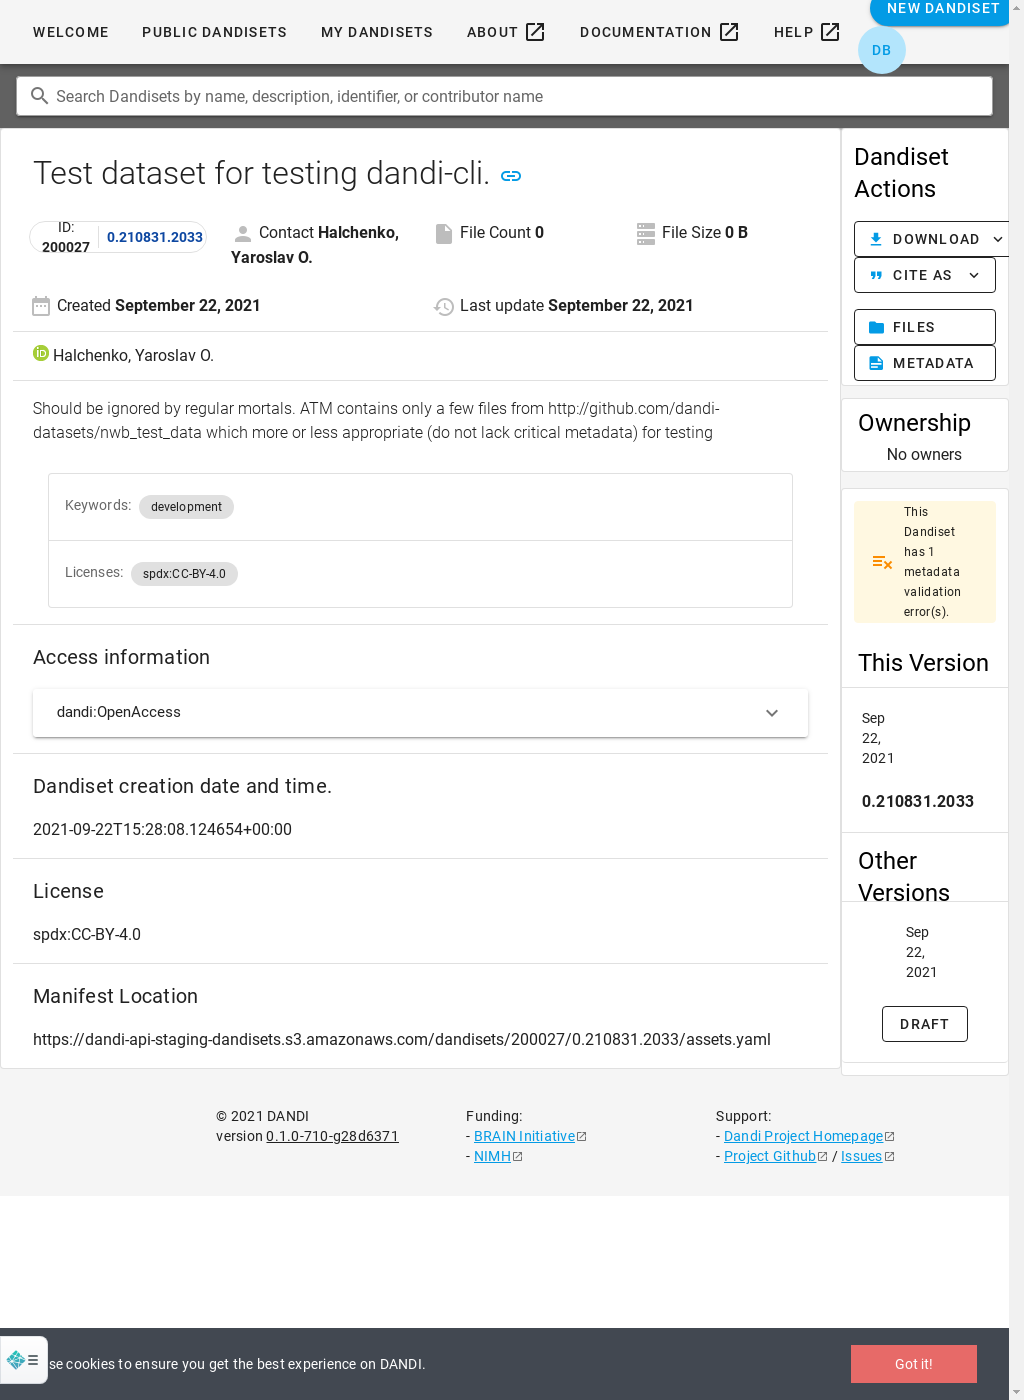 WELCOME PUBLIC DANDISETS MY DANDISETS ABOUT DOCUMENTATION HELP NEW DANDISET
DB
Search Dandisets by name, description, identifier, or contributor name
Test dataset for testing dandi-cli.
ID: 200027 0.210831.2033
Contact Halchenko, Yaroslav O.
File Count 0
File Size 0 B
Created September 22, 2021
Last update September 22, 2021
iD Halchenko, Yaroslav O.
Should be ignored by regular mortals. ATM contains only a few files from http://github.com/dandi-
datasets/nwb_test_data which more or less appropriate (do not lack critical metadata) for testing
Keywords: development
Licenses: spdx:CC-BY-4.0
Access information
dandi:OpenAccess
Dandiset creation date and time.
2021-09-22T15:28:08.124654+00:00
License
spdx:CC-BY-4.0
Manifest Location
https://dandi-api-staging-dandisets.s3.amazonaws.com/dandisets/200027/0.210831.2033/assets.yaml
Dandiset
Actions
DOWNLOAD
CITE AS
FILES
METADATA
Ownership
No owners
This
Dandiset
has 1
metadata
validation
error(s).
This Version
Sep
22,
2021
0.210831.2033
Other
Versions
Sep
22,
2021
DRAFT
© 2021 DANDI
version 0.1.0-710-g28d6371
Funding:
- BRAIN Initiative
- NIMH
Support:
- Dandi Project Homepage
- Project Github / Issues
se cookies to ensure you get the best experience on DANDI.
Got it!